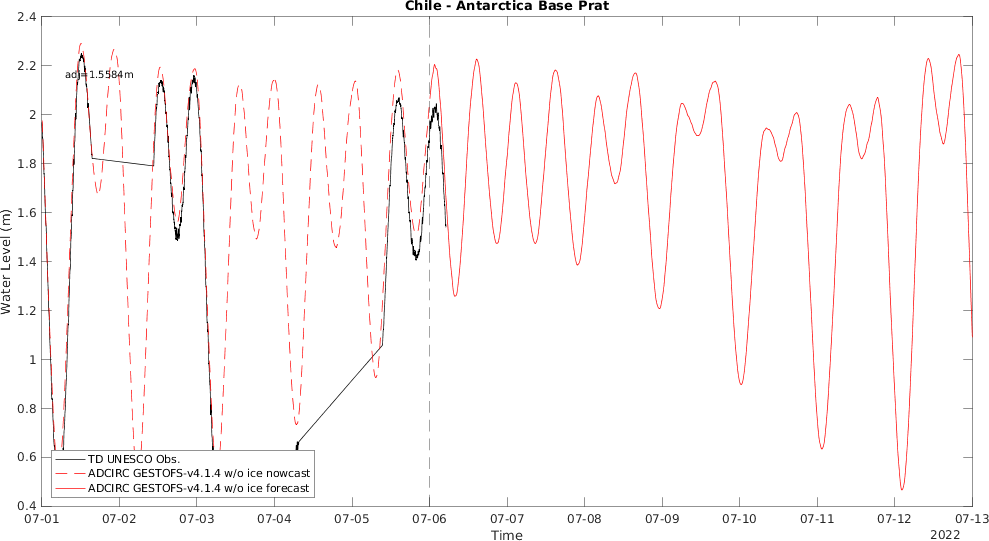 Chile - Antarctica Base Prat
2.4
2.2
2
1.8
1.6
1.4
1.2
1
0.8
0.6
0.4
Water Level (m)
adj=1.5584m
TD UNESCO Obs.
ADCIRC GESTOFS-v4.1.4 w/o ice nowcast
ADCIRC GESTOFS-v4.1.4 w/o ice forecast
07-01 07-02 07-03 07-04 07-05 07-06 07-07 07-08 07-09 07-10 07-11 07-12 07-13
Time
2022